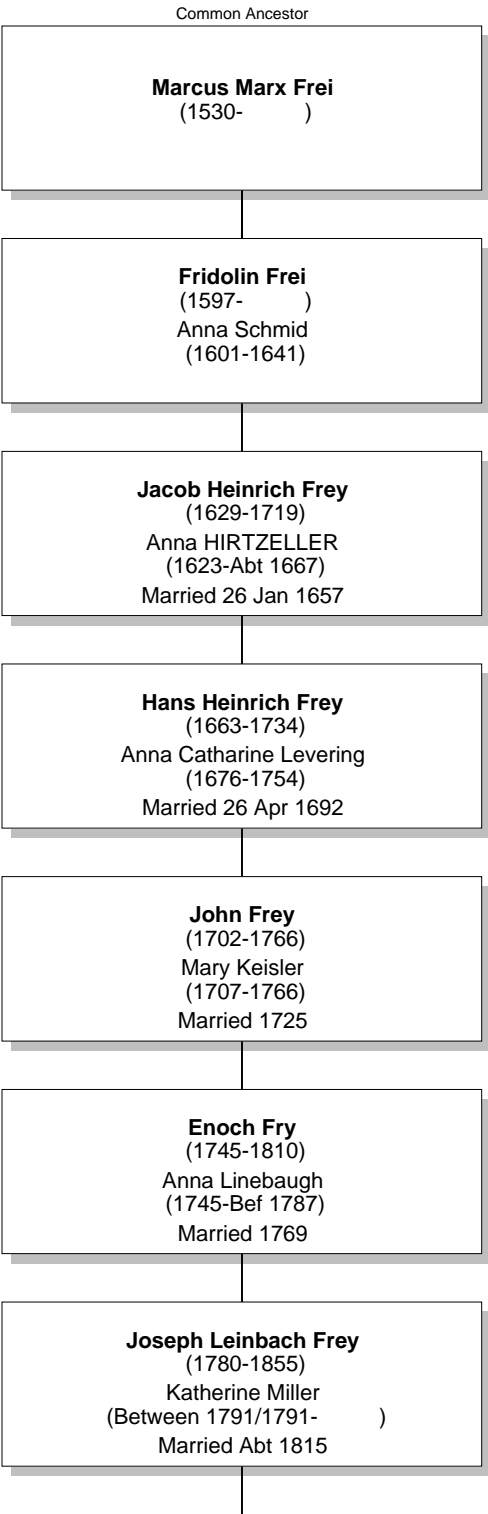 Common Ancestor
Marcus Marx Frei
(1530- )
Fridolin Frei
(1597- )
Anna Schmid
(1601-1641)
Jacob Heinrich Frey
(1629-1719)
Anna HIRTZELLER
(1623-Abt 1667)
Married 26 Jan 1657
Hans Heinrich Frey
(1663-1734)
Anna Catharine Levering
(1676-1754)
Married 26 Apr 1692
John Frey
(1702-1766)
Mary Keisler
(1707-1766)
Married 1725
Enoch Fry
(1745-1810)
Anna Linebaugh
(1745-Bef 1787)
Married 1769
Joseph Leinbach Frey
(1780-1855)
Katherine Miller
(Between 1791/1791- )
Married Abt 1815